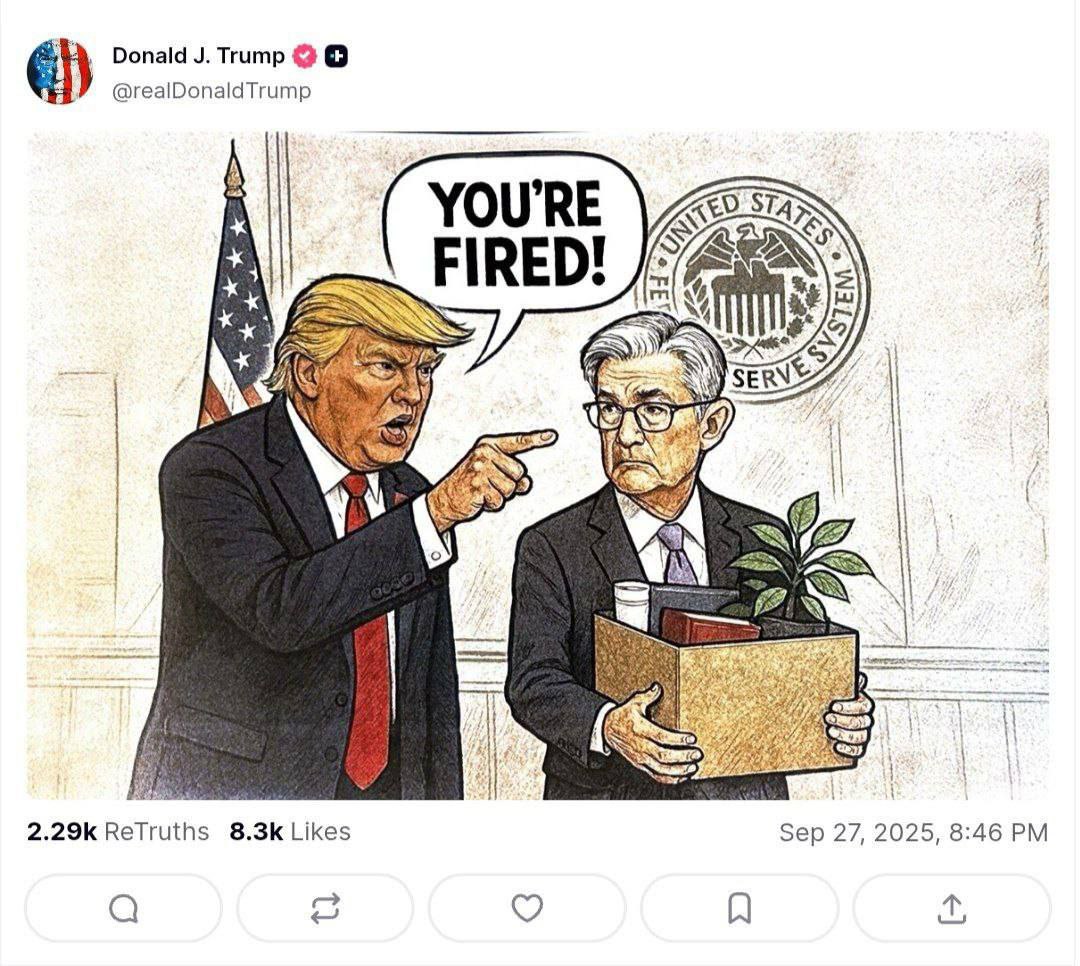 Donald J. Trump
@realDonaldTrump
YOU'RE
FIRED!
UNITED STATES
SERVE SYSTEM
2.29k ReTruths 8.3k Likes
Sep 27, 2025, 8:46 PM